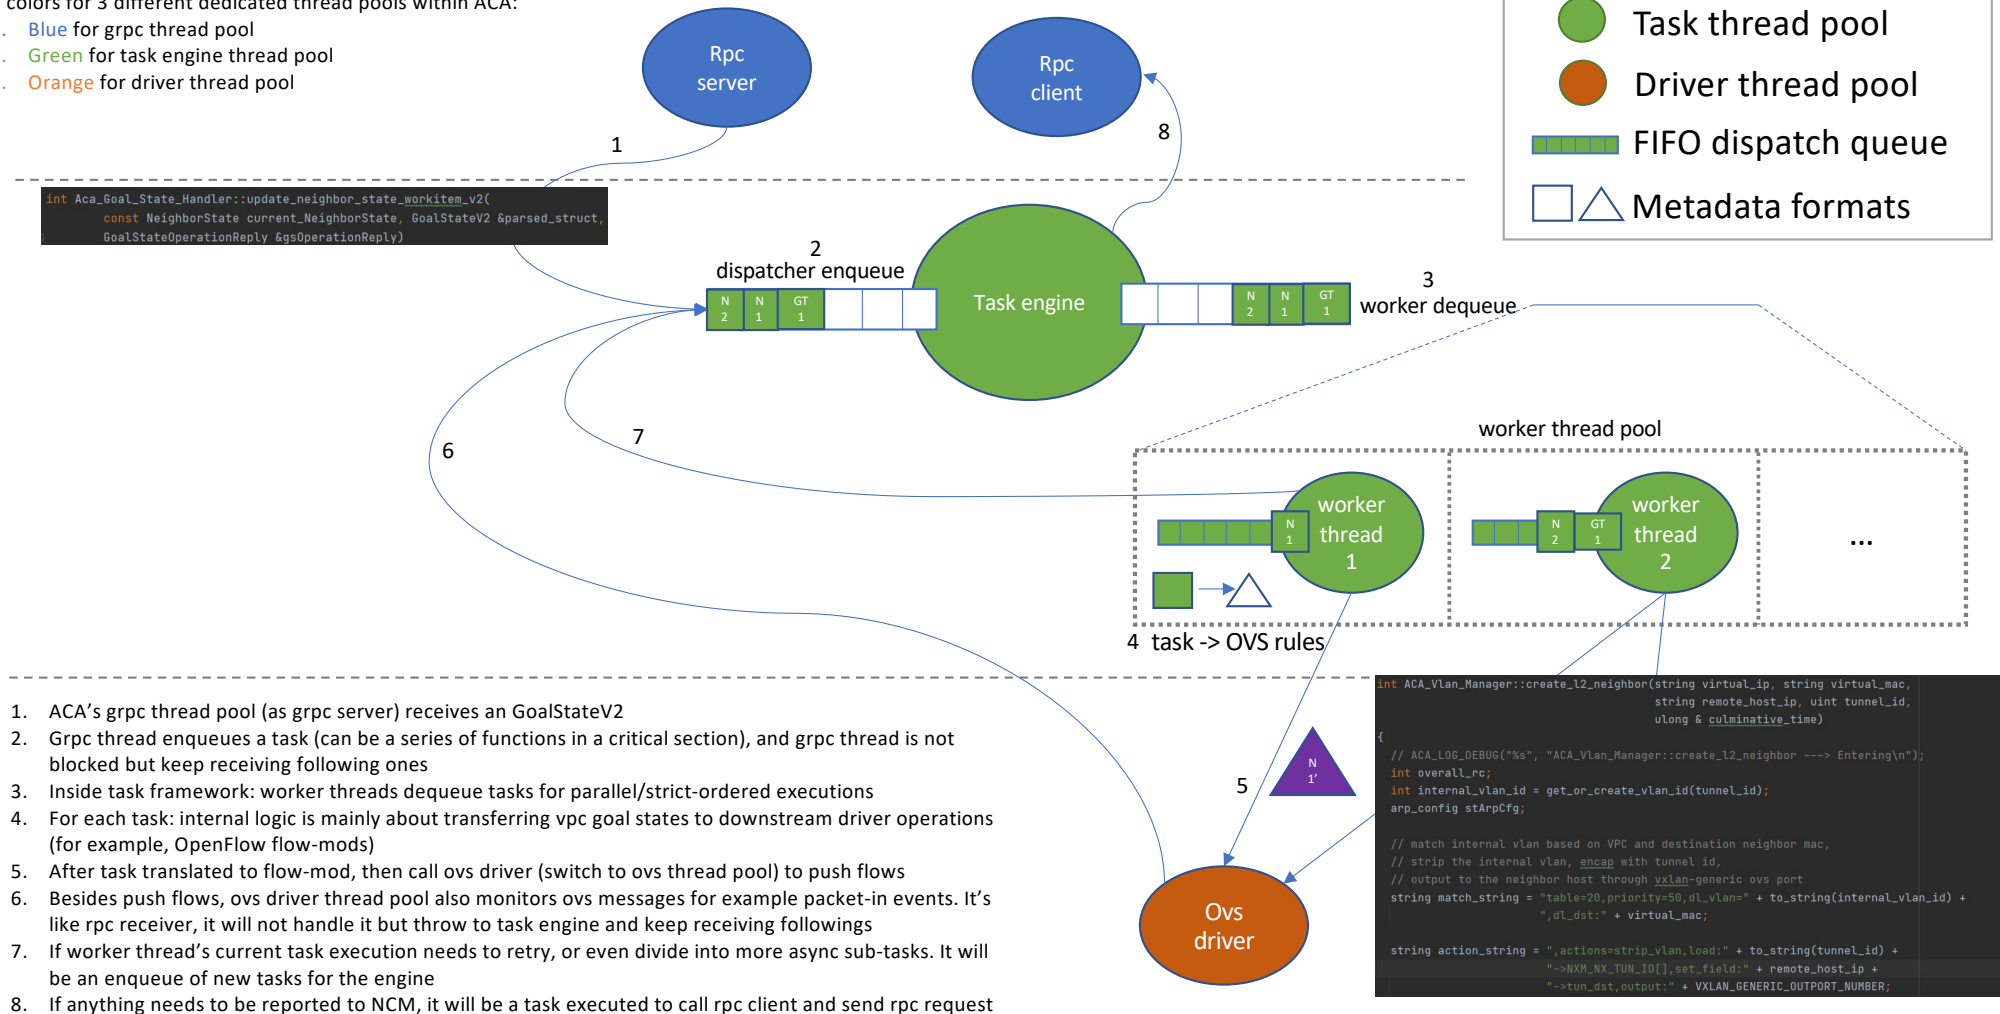 colors for 3 different dedicated thread pools within ACA:
. Blue for grpc thread pool
. Green for task engine thread pool
. Orange for driver thread pool
Rpc
server
Rpc
client
Task thread pool
Driver thread pool
FIFO dispatch queue
Metadata formats
1
8
int Aca_Goal_State_Handler::update_neighbor_state_workitem_v2(
const NeighborState current_NeighborState, GoalStateV2 &parsed_struct,
GoalStateOperationReply &gsOperationReply)
2
dispatcher enqueue
N
2
N
1
GT
1
Task engine
N
2
N
1
GT
1
3
worker dequeue
6
7
worker thread pool
N
1
worker
thread
1
N
2
GT
1
worker
thread
2
...
4 task -> OVS rules
1. ACA's grpc thread pool (as grpc server) receives an GoalStateV2
2. Grpc thread enqueues a task (can be a series of functions in a critical section), and grpc thread is not
blocked but keep receiving following ones
3. Inside task framework: worker threads dequeue tasks for parallel/strict-ordered executions
4. For each task: internal logic is mainly about transferring vpc goal states to downstream driver operations
(for example, OpenFlow flow-mods)
5. After task translated to flow-mod, then call ovs driver (switch to ovs thread pool) to push flows
6. Besides push flows, ovs driver thread pool also monitors ovs messages for example packet-in events. It's
like rpc receiver, it will not handle it but throw to task engine and keep receiving followings
7. If worker thread's current task execution needs to retry, or even divide into more async sub-tasks. It will
be an enqueue of new tasks for the engine
8. If anything needs to be reported to NCM, it will be a task executed to call rpc client and send rpc request
5
N
1'
Ovs
driver
int ACA_Vlan_Manager::create_l2_neighbor(string virtual_ip, string virtual_mac,
string remote_host_ip, uint tunnel_id,
ulong & culminative_time)
{
// ACA_LOG_DEBUG("%s", "ACA_Vlan_Manager::create_l2_neighbor ---> Entering\n");
int overall_rc;
int internal_vlan_id = get_or_create_vlan_id(tunnel_id);
arp_config stArpCfg;
// match internal vlan based on VPC and destination neighbor mac,
// strip the internal vlan, encap with tunnel id,
// output to the neighbor host through vxlan-generic ovs port
string match_string = "table=20,priority=50,dl_vlan=" + to_string(internal_vlan_id) +
",dl_dst:" + virtual_mac;
string action_string = ",actions=strip_vlan,load:" + to_string(tunnel_id) +
"->NXM_NX_TUN_ID[],set_field:" + remote_host_ip +
"->tun_dst,output:" + VXLAN_GENERIC_OUTPORT_NUMBER;